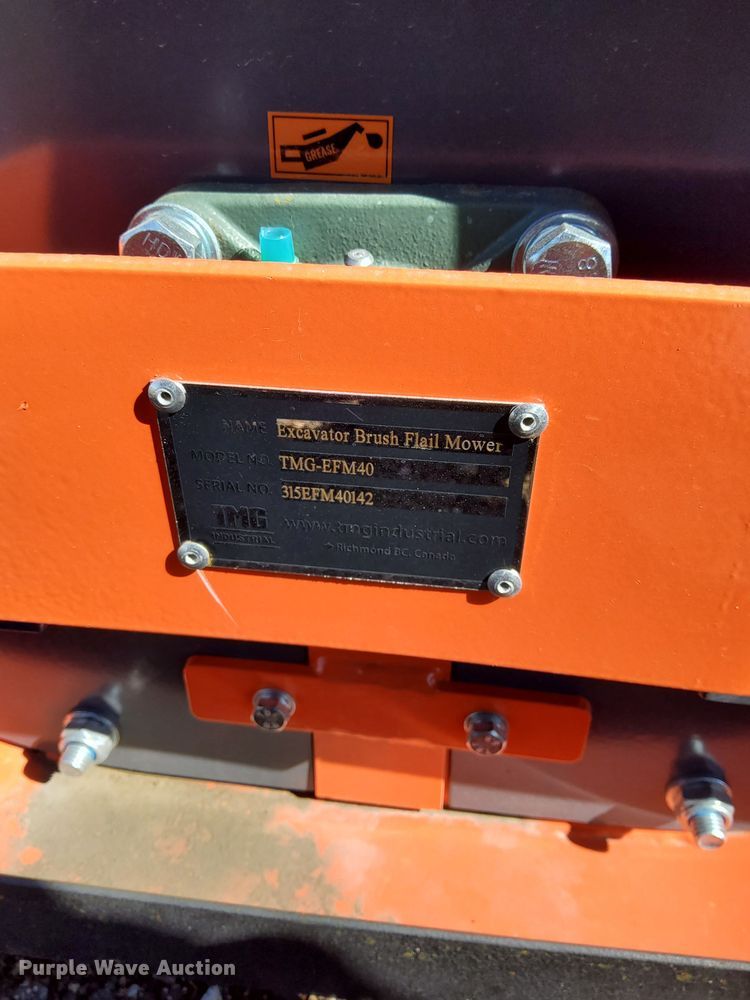 GREASE
8
NAME Excavator Brush Flail Mower
MODEL NO. TMG-EFM40
SERIAL NO. 315EFM40142
TMG
INDUSTRIAL
www.tmgindustrial.com
Richmond BC, Canada
Purple Wave Auction